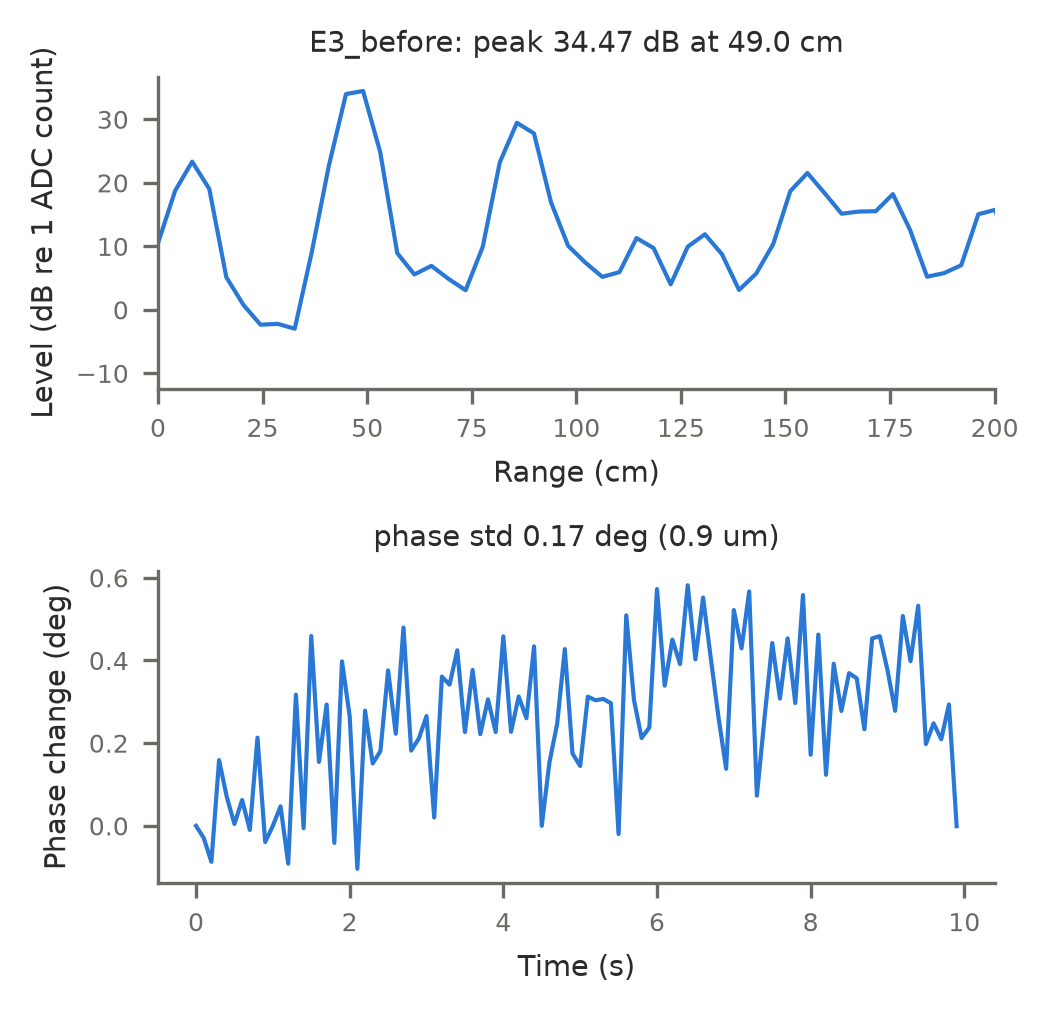 E3_before: peak 34.47 dB at 49.0 cm
Level (dB re 1 ADC count)
30
20
10
0
−10
0 25 50 75 100 125 150 175 200
Range (cm)
phase std 0.17 deg (0.9 um)
Phase change (deg)
0.6
0.4
0.2
0.0
0 2 4 6 8 10
Time (s)